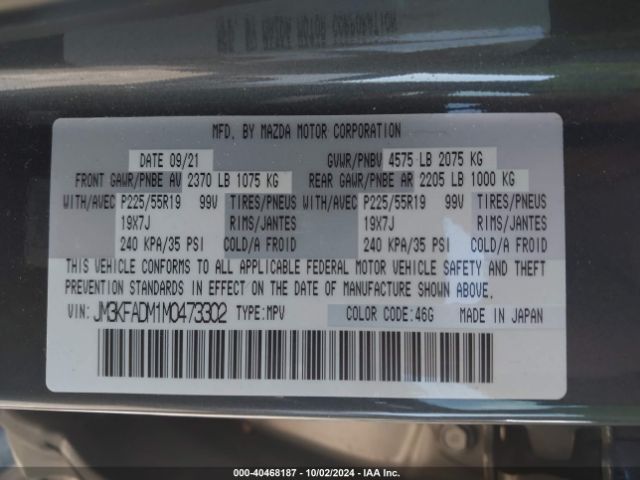 MFD. BY MAZDA MOTOR CORPORATION
DATE 09/21 GVWR/PNBV 4575 LB 2075 KG
FRONT GAWR/PNBE AV 2370 LB 1075 KG REAR GAWR/PNBE AR 2205 LB 1000 KG
WITH/AVEC P225/55R19 99V TIRES/PNEUS WITH/AVEC P225/55R19 99V TIRES/PNEUS
19X7J RIMS/JANTES 19X7J RIMS/JANTES
240 KPA/35 PSI COLD/A FROID 240 KPA/35 PSI COLD/A FROID
THIS VEHICLE CONFORMS TO ALL APPLICABLE FEDERAL MOTOR VEHICLE SAFETY AND THEFT
PREVENTION STANDARDS IN EFFECT ON THE DATE OF MANUFACTURE SHOWN ABOVE.
VIN: JM3KFADM1M0473302 TYPE:MPV COLOR CODE:46G MADE IN JAPAN
000-40468187 - 10/02/2024 - IAA Inc.